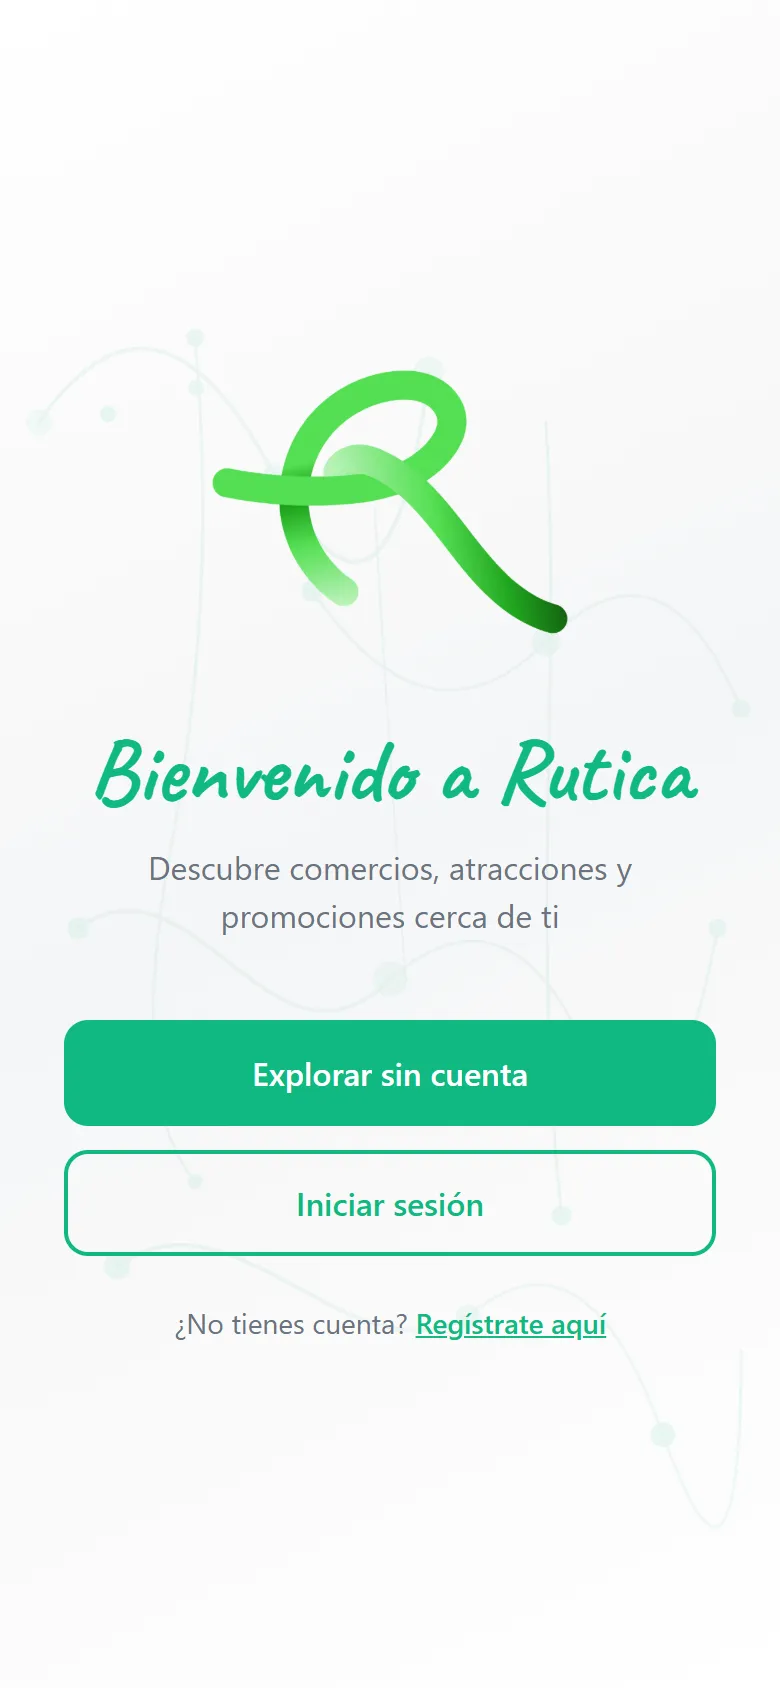 Bienvenido a Rutica
Descubre comercios, atracciones y
promociones cerca de ti
Explorar sin cuenta
Iniciar sesión
¿No tienes cuenta? Regístrate aquí